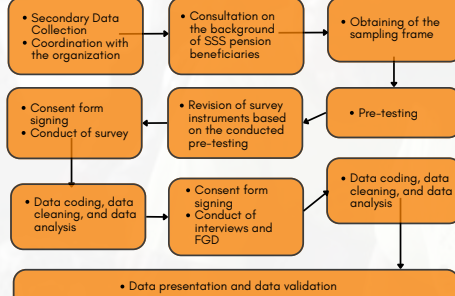 • Secondary Data
Collection
• Coordination with
the organization
• Consultation on
the background
of SSS pension
beneficiaries
• Obtaining of the
sampling frame
• Pre-testing
• Revision of survey
instruments based
on the conducted
pre-testing
• Consent form
signing
• Conduct of survey
• Data coding, data
cleaning, and data
analysis
• Consent form
signing
• Conduct of
interviews and
FGD
• Data coding, data
cleaning, and data
analysis
• Data presentation and data validation